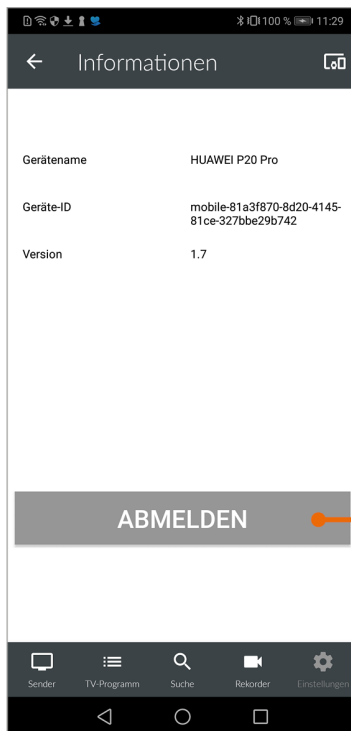 100 % 11:29
Informationen
Gerätename HUAWEI P20 Pro
Geräte-ID mobile-81a3f870-8d20-4145-
81ce-327bbe29b742
Version 1.7
ABMELDEN
Sender TV-Programm Suche Rekorder Einstellungen